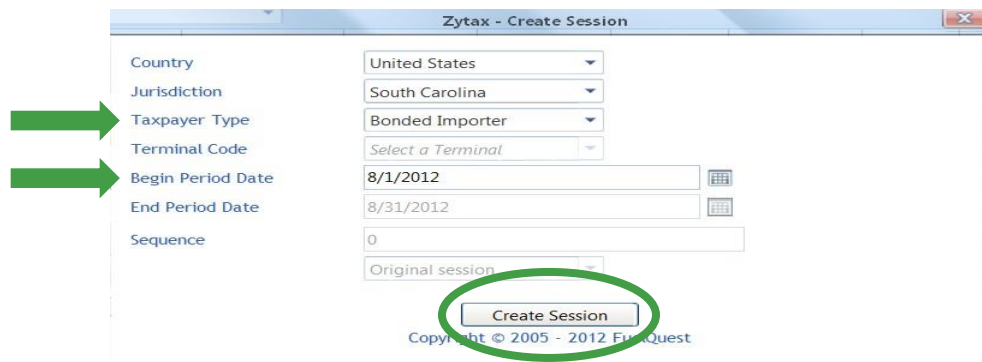 Zytax - Create Session
Country United States
Jurisdiction South Carolina
Taxpayer Type Bonded Importer
Terminal Code Select a Terminal
Begin Period Date 8/1/2012
End Period Date 8/31/2012
Sequence 0
Original session
Create Session
Copyright © 2005 - 2012 FuelQuest